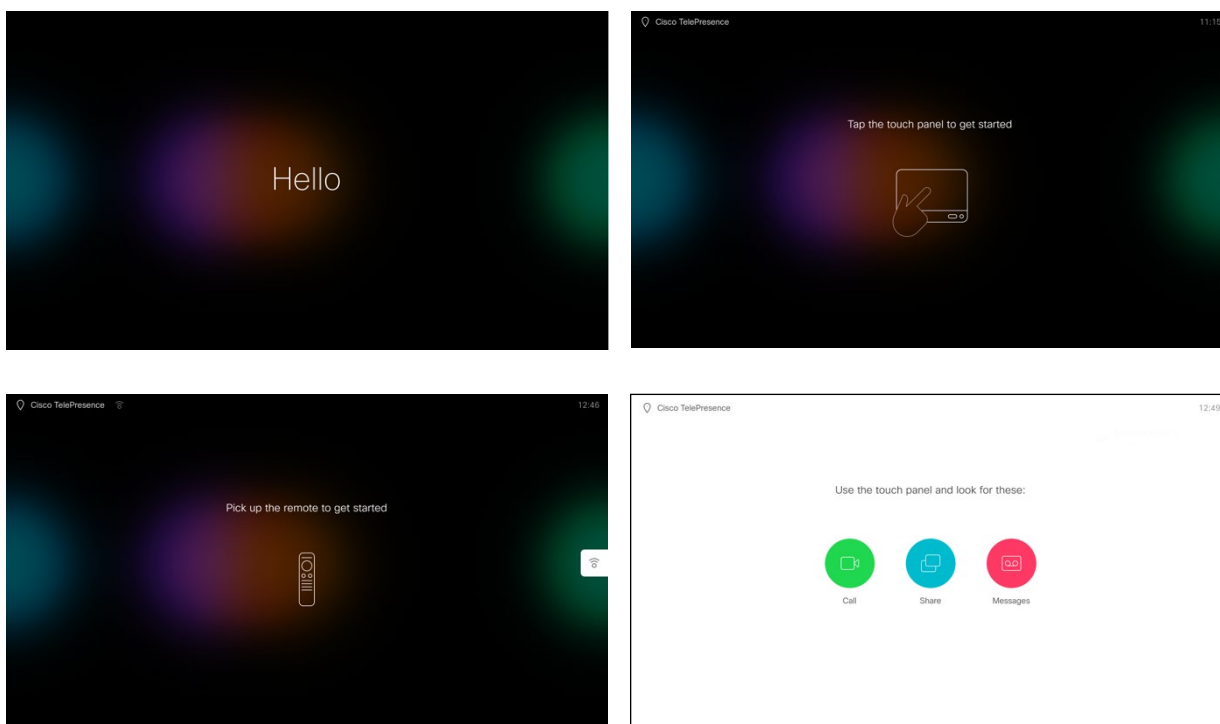 Hello
Cisco TelePresence 11:15
Tap the touch panel to get started
Cisco TelePresence 12:46
Pick up the remote to get started
Cisco TelePresence 12:49
Use the touch panel and look for these:
Call Share Messages